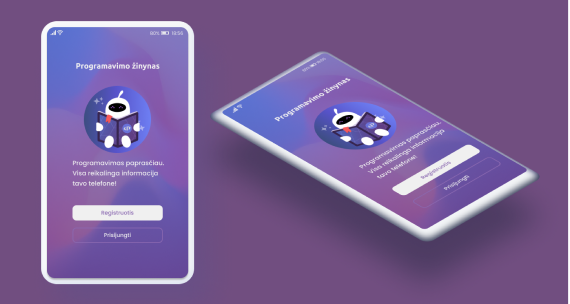 80% 18:56
Programavimo žinynas
Programavimas paprasčiau.
Visa reikalinga informacija
tavo telefone!
Registruotis
Prisijungti
Programavimo žinynas
Programavimas paprasčiau.
Visa reikalinga informacija
tavo telefone!
Registruotis
Prisijungti